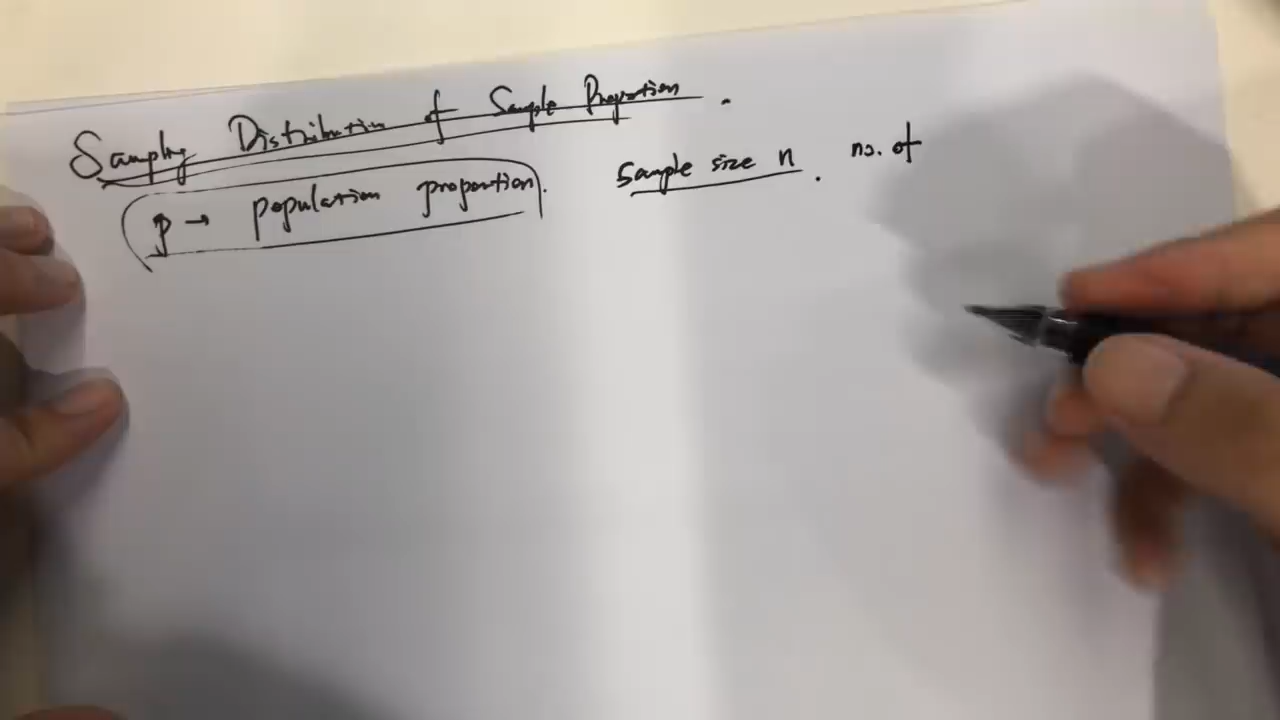 Sampling Distribution of Sample Proportion.
p → population proportion.
Sample size n. no. of